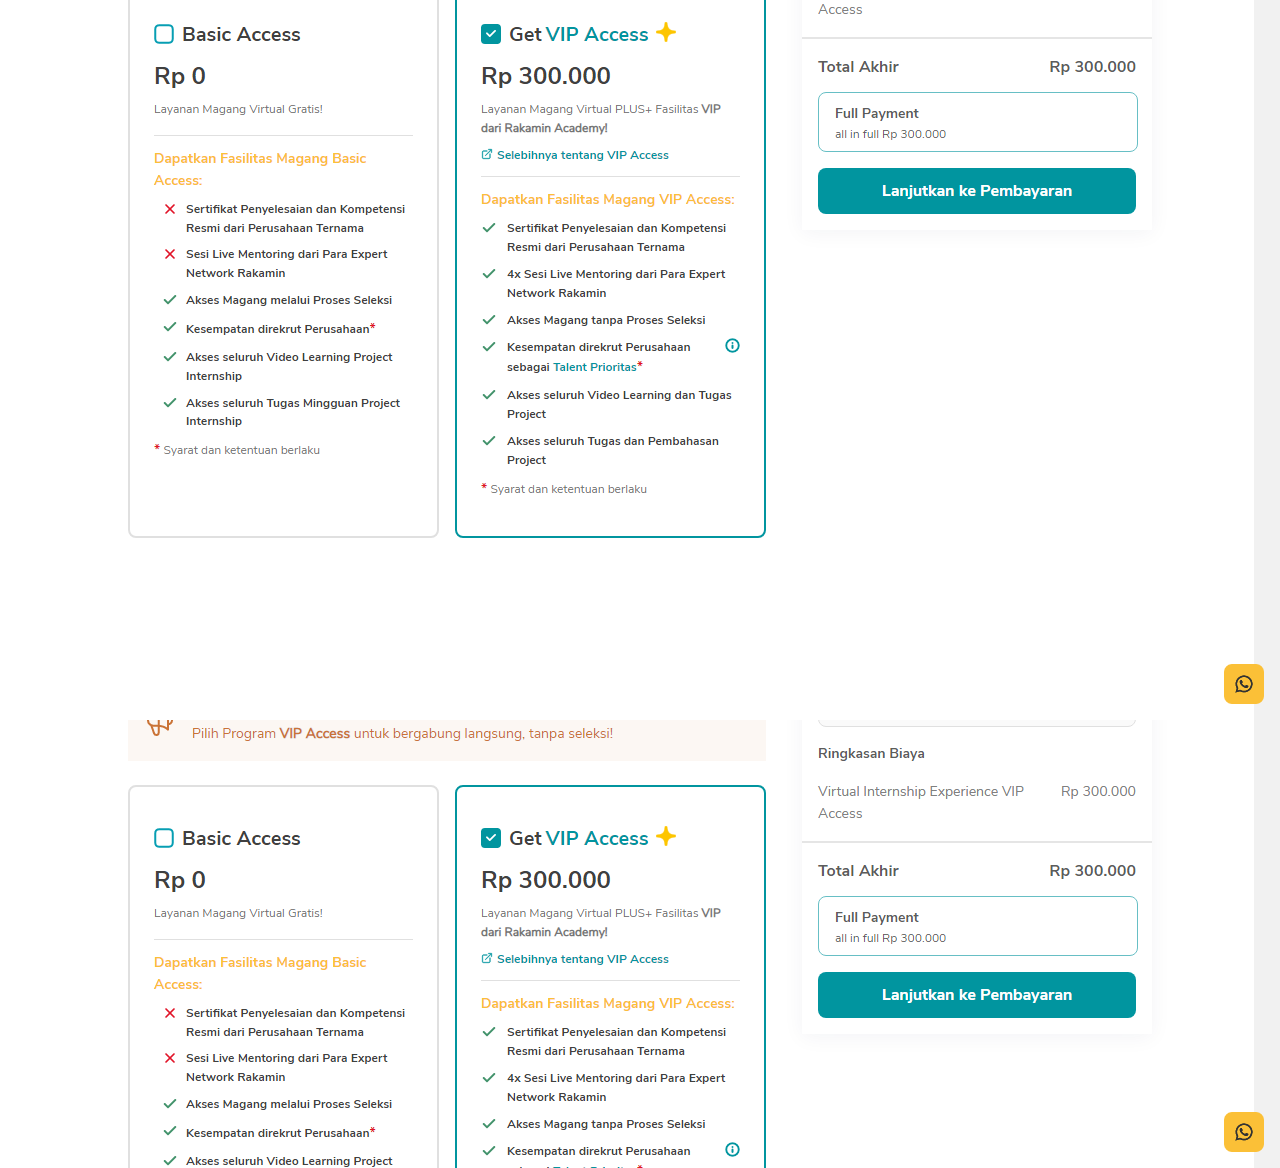 Basic Access
Rp 0
Layanan Magang Virtual Gratis!
Dapatkan Fasilitas Magang Basic
Access:
Sertifikat Penyelesaian dan Kompetensi
Resmi dari Perusahaan Ternama
Sesi Live Mentoring dari Para Expert
Network Rakamin
Akses Magang melalui Proses Seleksi
Kesempatan direkrut Perusahaan*
Akses seluruh Video Learning Project
Internship
Akses seluruh Tugas Mingguan Project
Internship
* Syarat dan ketentuan berlaku
Get VIP Access
Rp 300.000
Layanan Magang Virtual PLUS+ Fasilitas VIP
dari Rakamin Academy!
Selebihnya tentang VIP Access
Dapatkan Fasilitas Magang VIP Access:
Sertifikat Penyelesaian dan Kompetensi
Resmi dari Perusahaan Ternama
4x Sesi Live Mentoring dari Para Expert
Network Rakamin
Akses Magang tanpa Proses Seleksi
Kesempatan direkrut Perusahaan
sebagai Talent Prioritas*
Akses seluruh Video Learning dan Tugas
Project
Akses seluruh Tugas dan Pembahasan
Project
* Syarat dan ketentuan berlaku
Access
Total Akhir Rp 300.000
Full Payment
all in full Rp 300.000
Lanjutkan ke Pembayaran
Pilih Program VIP Access untuk bergabung langsung, tanpa seleksi!
Basic Access
Rp 0
Layanan Magang Virtual Gratis!
Dapatkan Fasilitas Magang Basic
Access:
Sertifikat Penyelesaian dan Kompetensi
Resmi dari Perusahaan Ternama
Sesi Live Mentoring dari Para Expert
Network Rakamin
Akses Magang melalui Proses Seleksi
Kesempatan direkrut Perusahaan*
Akses seluruh Video Learning Project
Get VIP Access
Rp 300.000
Layanan Magang Virtual PLUS+ Fasilitas VIP
dari Rakamin Academy!
Selebihnya tentang VIP Access
Dapatkan Fasilitas Magang VIP Access:
Sertifikat Penyelesaian dan Kompetensi
Resmi dari Perusahaan Ternama
4x Sesi Live Mentoring dari Para Expert
Network Rakamin
Akses Magang tanpa Proses Seleksi
Kesempatan direkrut Perusahaan
Ringkasan Biaya
Virtual Internship Experience VIP Rp 300.000
Access
Total Akhir Rp 300.000
Full Payment
all in full Rp 300.000
Lanjutkan ke Pembayaran